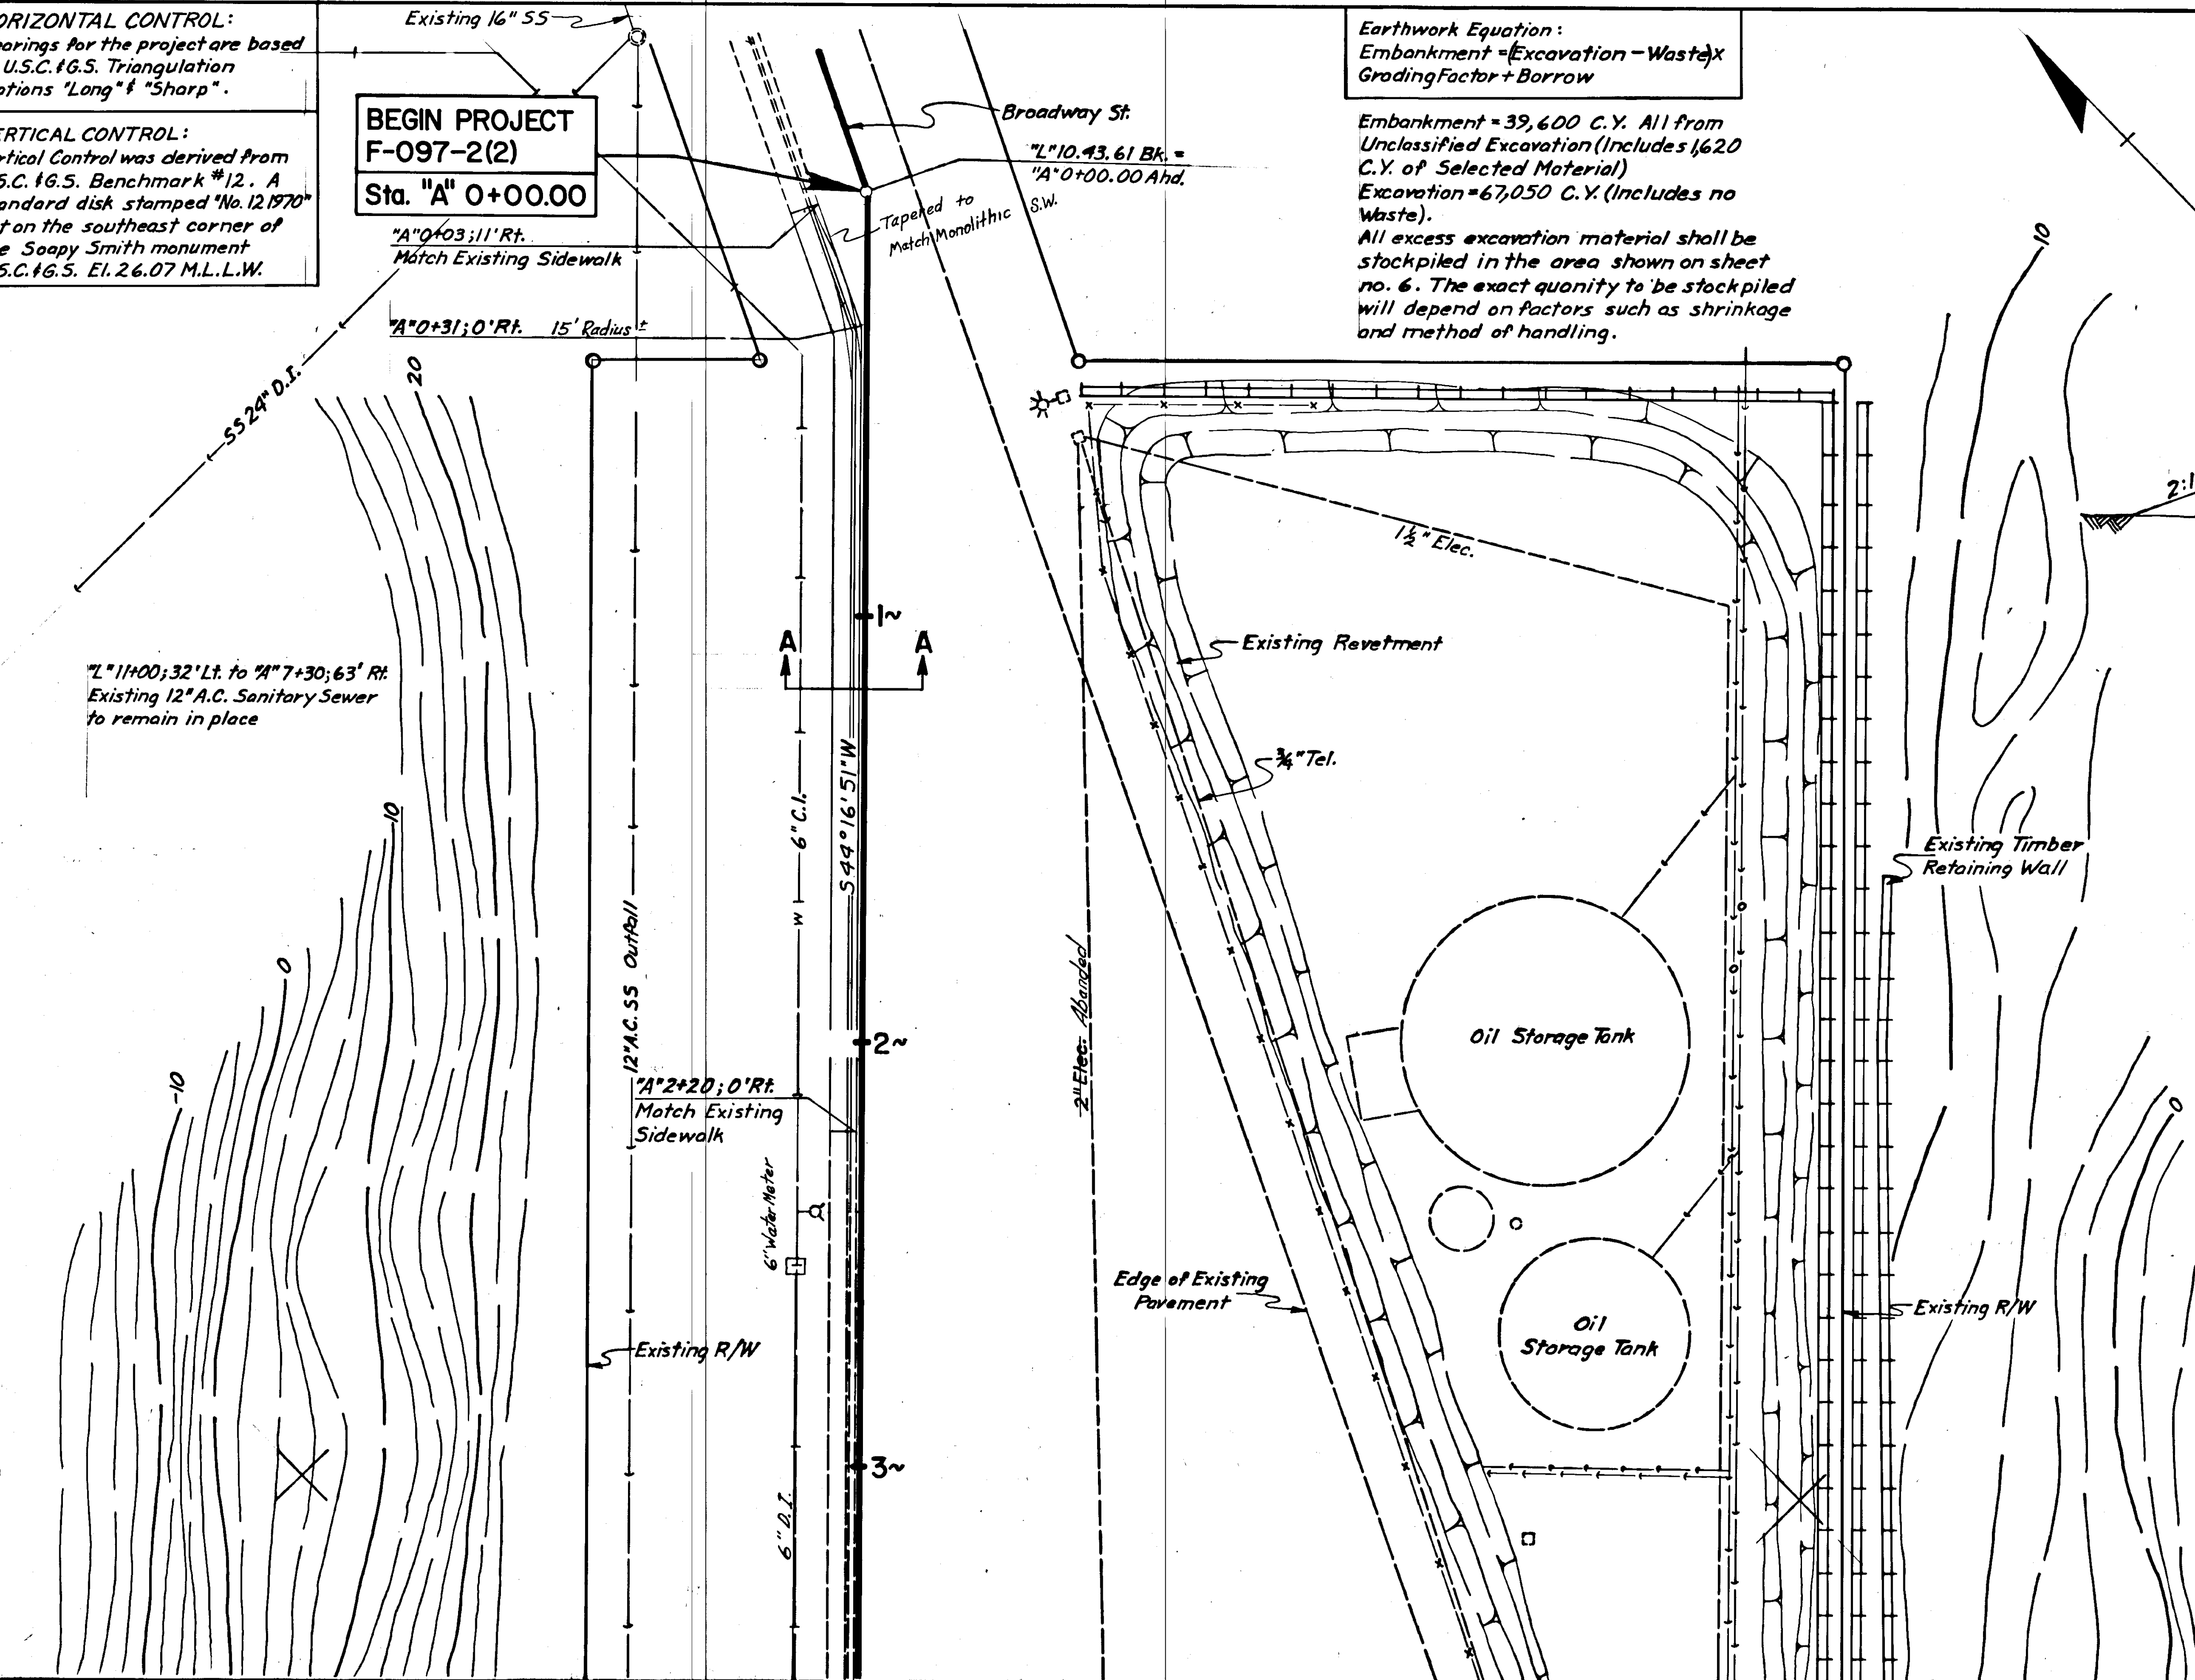 ORIZONTAL CONTROL:
earings for the project are based
U.S.C. & G.S. Triangulation
ations "Long" & "Sharp".
ERTICAL CONTROL:
rtical Control was derived from
S.C. & G.S. Benchmark #12. A
andard disk stamped "No. 12 1970"
t on the southeast corner of
e Soapy Smith monument
S.C. & G.S. El. 26.07 M.L.L.W.
Existing 16" SS
BEGIN PROJECT
F-097-2(2)
Sta. "A" 0+00.00
Broadway St.
"L" 10.43.61 Bk. =
"A" 0+00.00 Ahd.
Tapered to
Match Monolithic S.W.
"A" 0+03; 11' Rt.
Match Existing Sidewalk
"A" 0+31; 0' Rt. 15' Radius ±
Earthwork Equation:
Embankment = (Excavation - Waste) x
Grading Factor + Borrow
Embankment = 39,600 C.Y. All from
Unclassified Excavation (Includes 1,620
C.Y. of Selected Material)
Excavation = 67,050 C.Y. (Includes no
Waste).
All excess excavation material shall be
stockpiled in the area shown on sheet
no. 6. The exact quanity to be stockpiled
will depend on factors such as shrinkage
and method of handling.
10
20
SS 24" D.I.
2:1
1½" Elec.
1~
A A
Existing Revetment
"L" 11+00; 32' Lt. to "A" 7+30; 63' Rt.
Existing 12" A.C. Sanitary Sewer
to remain in place
¾" Tel.
S 44° 16' 51" W
6" C.I.
10
W
Existing Timber
Retaining Wall
12" A.C. SS Outfall
0
2" Elec. Abanded
2~
Oil Storage Tank
-10
"A" 2+20; 0' Rt.
Match Existing
Sidewalk
0
6" Water Meter
Edge of Existing
Pavement
Existing R/W
Oil
Storage Tank
Existing R/W
3~
6" D.I.